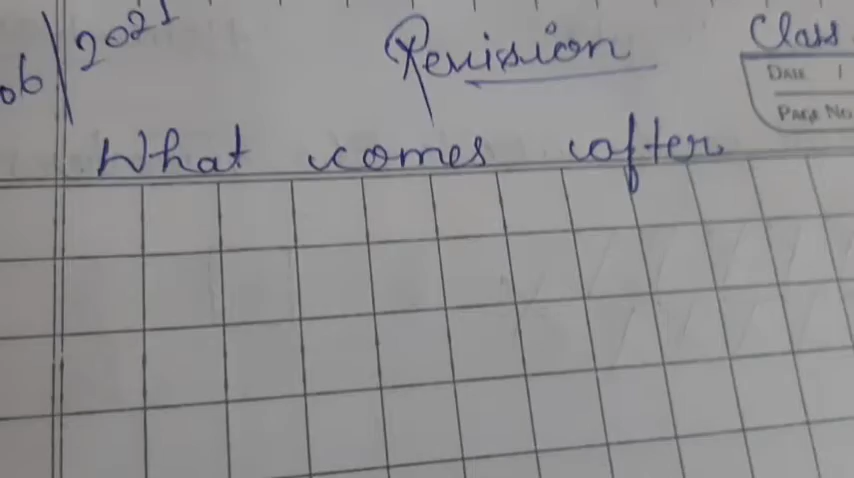 06/2021 Revision Class
DATE /
PAGE NO.
What comes after